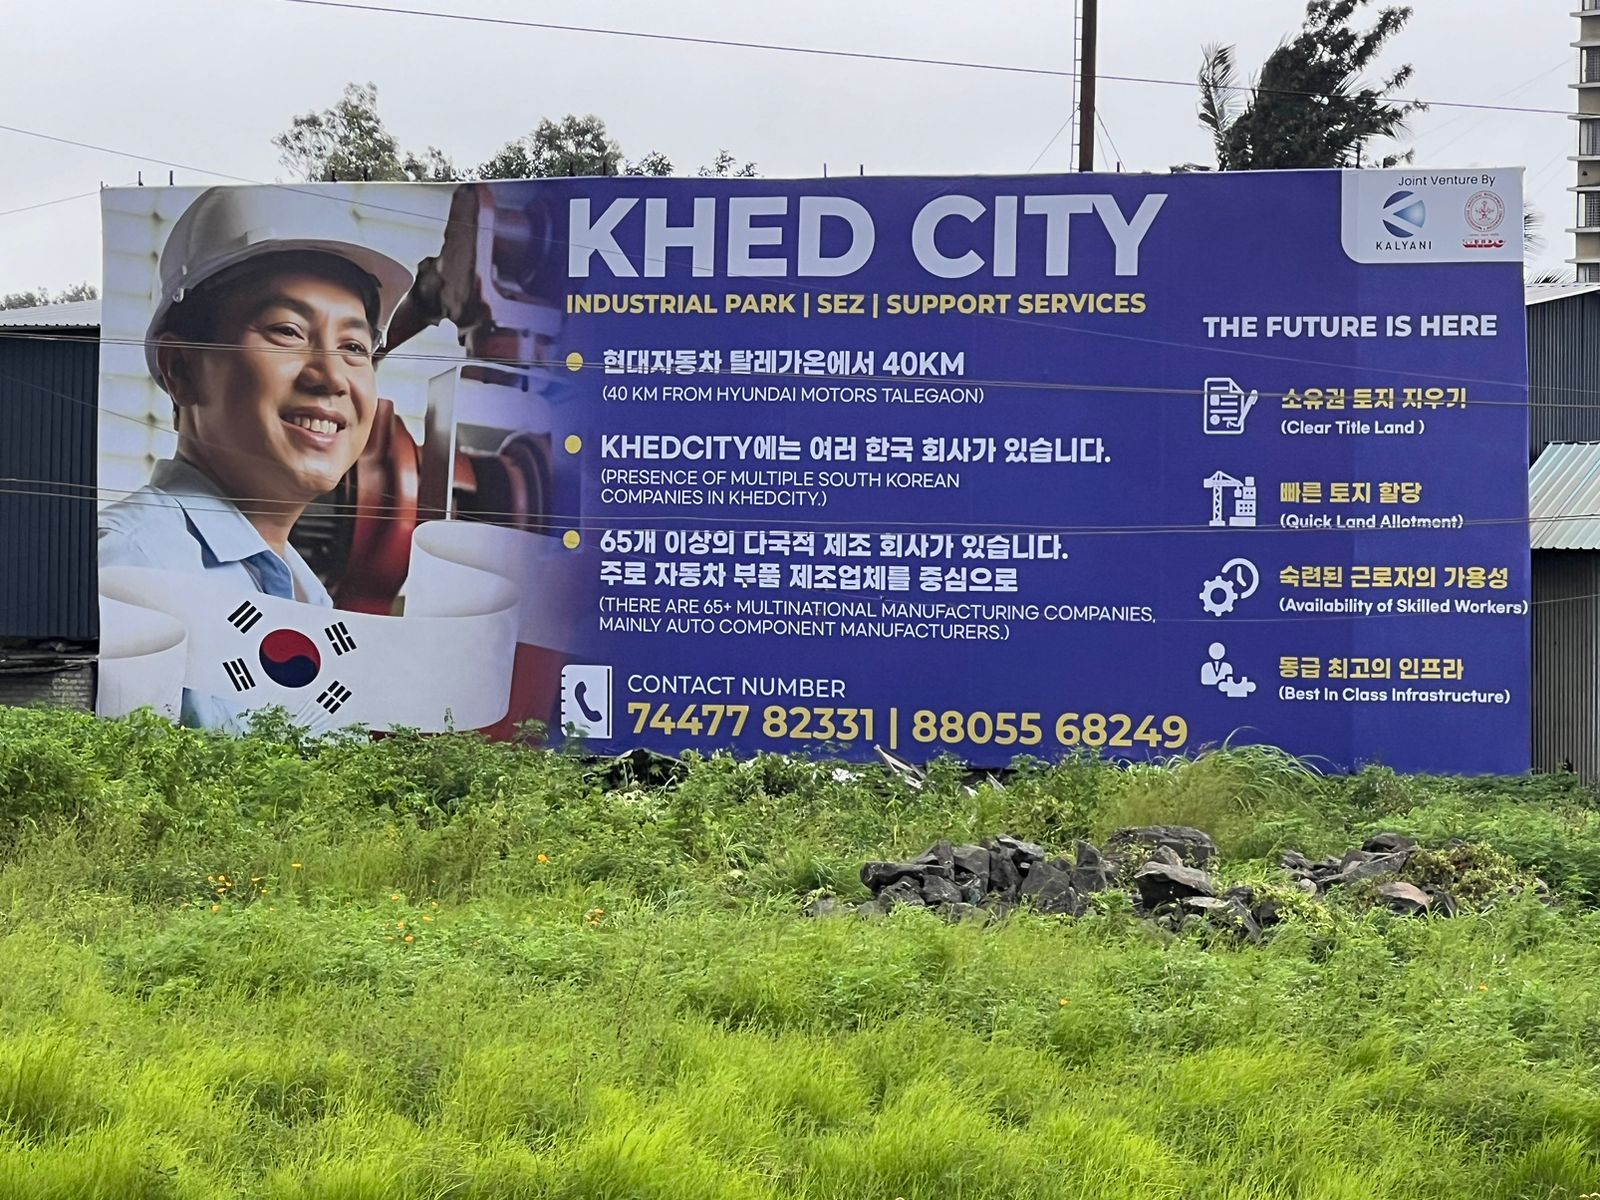 Joint Venture By
KALYANI
MIDC
KHED CITY
INDUSTRIAL PARK | SEZ | SUPPORT SERVICES
현대자동차 탈레가온에서 40KM
(40 KM FROM HYUNDAI MOTORS TALEGAON)
KHEDCITY에는 여러 한국 회사가 있습니다.
(PRESENCE OF MULTIPLE SOUTH KOREAN
COMPANIES IN KHEDCITY.)
65개 이상의 다국적 제조 회사가 있습니다.
주로 자동차 부품 제조업체를 중심으로
(THERE ARE 65+ MULTINATIONAL MANUFACTURING COMPANIES,
MAINLY AUTO COMPONENT MANUFACTURERS.)
CONTACT NUMBER
74477 82331 | 88055 68249
THE FUTURE IS HERE
소유권 토지 지우기
(Clear Title Land )
빠른 토지 할당
(Quick Land Allotment)
숙련된 근로자의 가용성
(Availability of Skilled Workers)
동급 최고의 인프라
(Best In Class Infrastructure)